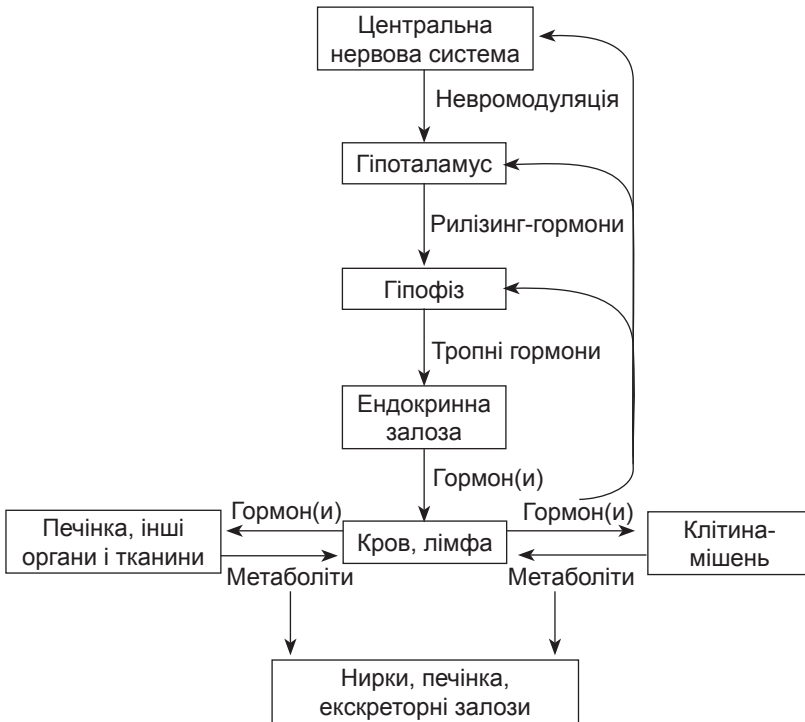 Центральна
нервова система
Невромодуляція
Гіпоталамус
Рилізинг-гормони
Гіпофіз
Тропні гормони
Ендокринна
залоза
Гормон(и)
Гормон(и)
Гормон(и)
Печінка, інші
органи і тканини
Кров, лімфа
Клітина-
мішень
Метаболіти
Метаболіти
Нирки, печінка,
екскреторні залози